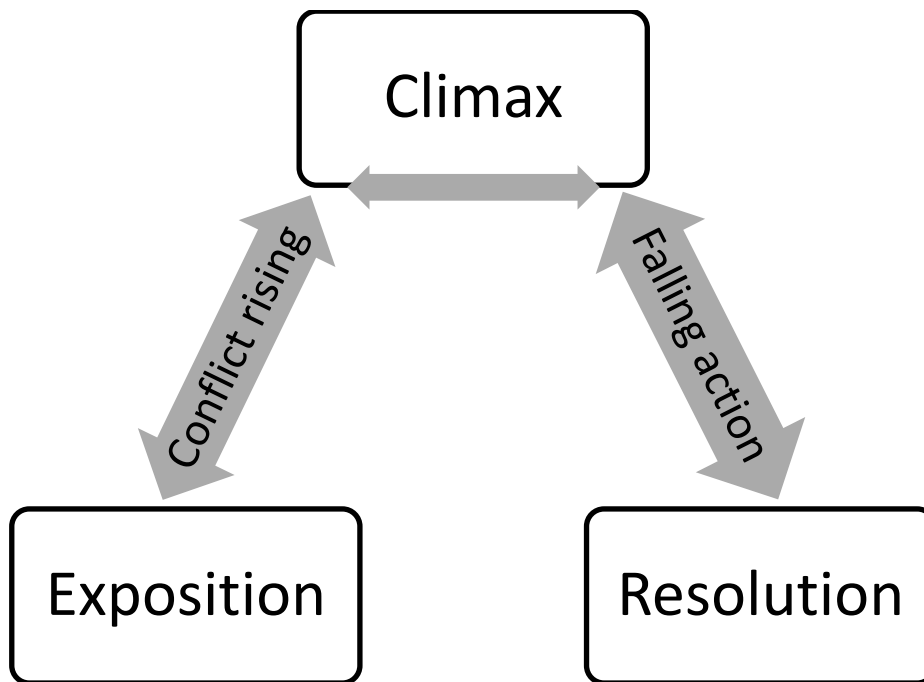 Climax
Conflict rising
Falling action
Exposition
Resolution